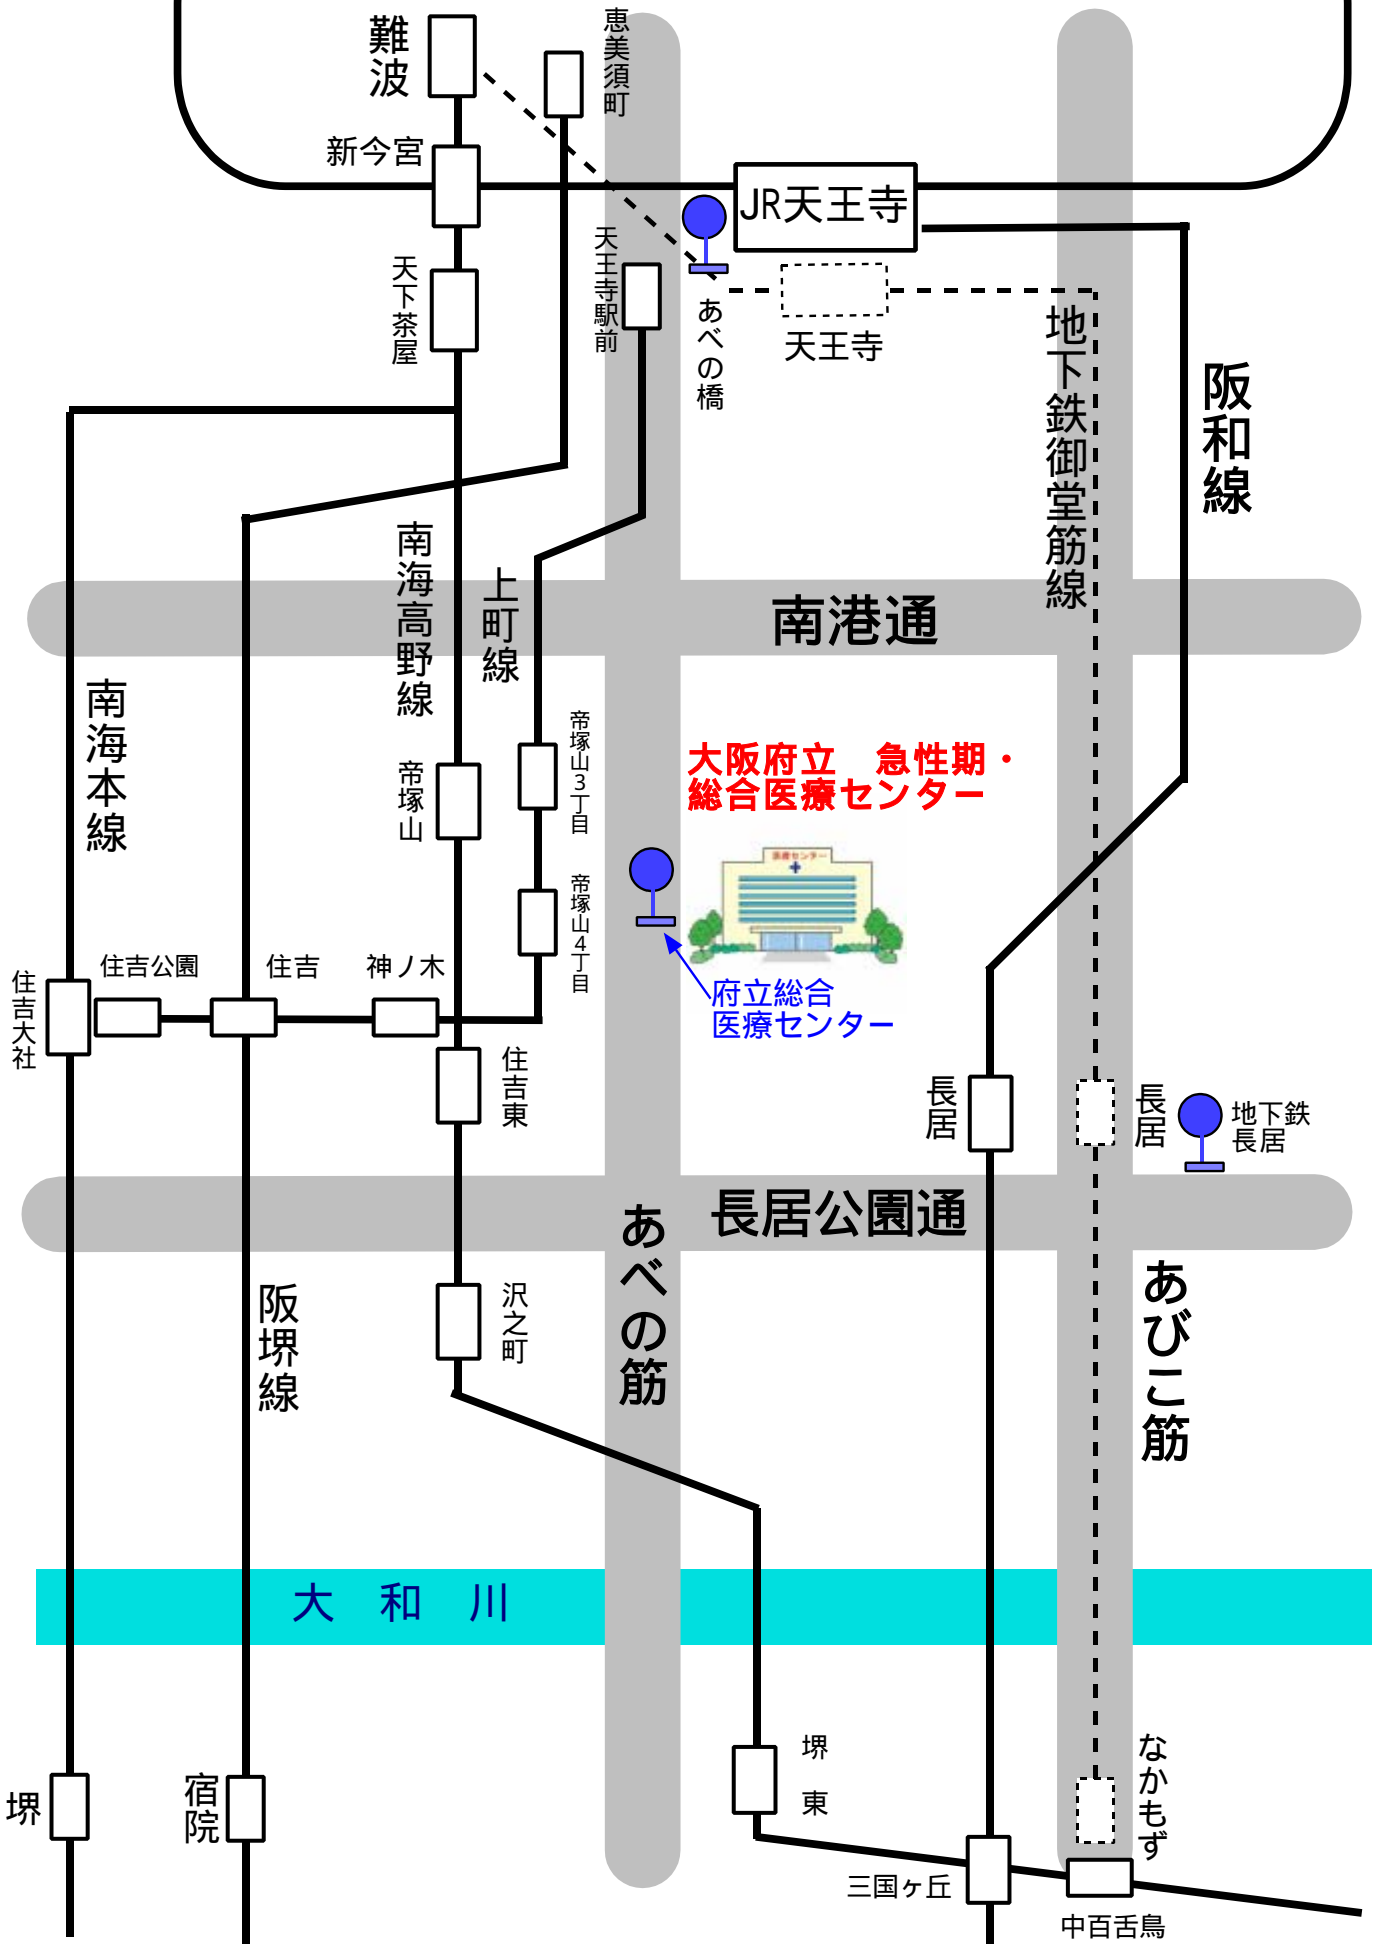 難波
恵美須町
新今宮
JR天王寺
天王寺駅前
天下茶屋
あべの橋
天王寺
地下鉄御堂筋線
阪和線
南海高野線
上町線
南港通
南海本線
帝塚山3丁目
帝塚山
大阪府立　急性期・
総合医療センター
医療センター
帝塚山4丁目
住吉公園
住吉
神ノ木
住吉大社
府立総合
医療センター
住吉東
長居
長居
地下鉄
長居
長居公園通
あべの筋
あびこ筋
阪堺線
沢之町
大和川
堺東
なかもず
堺
宿院
三国ヶ丘
中百舌鳥